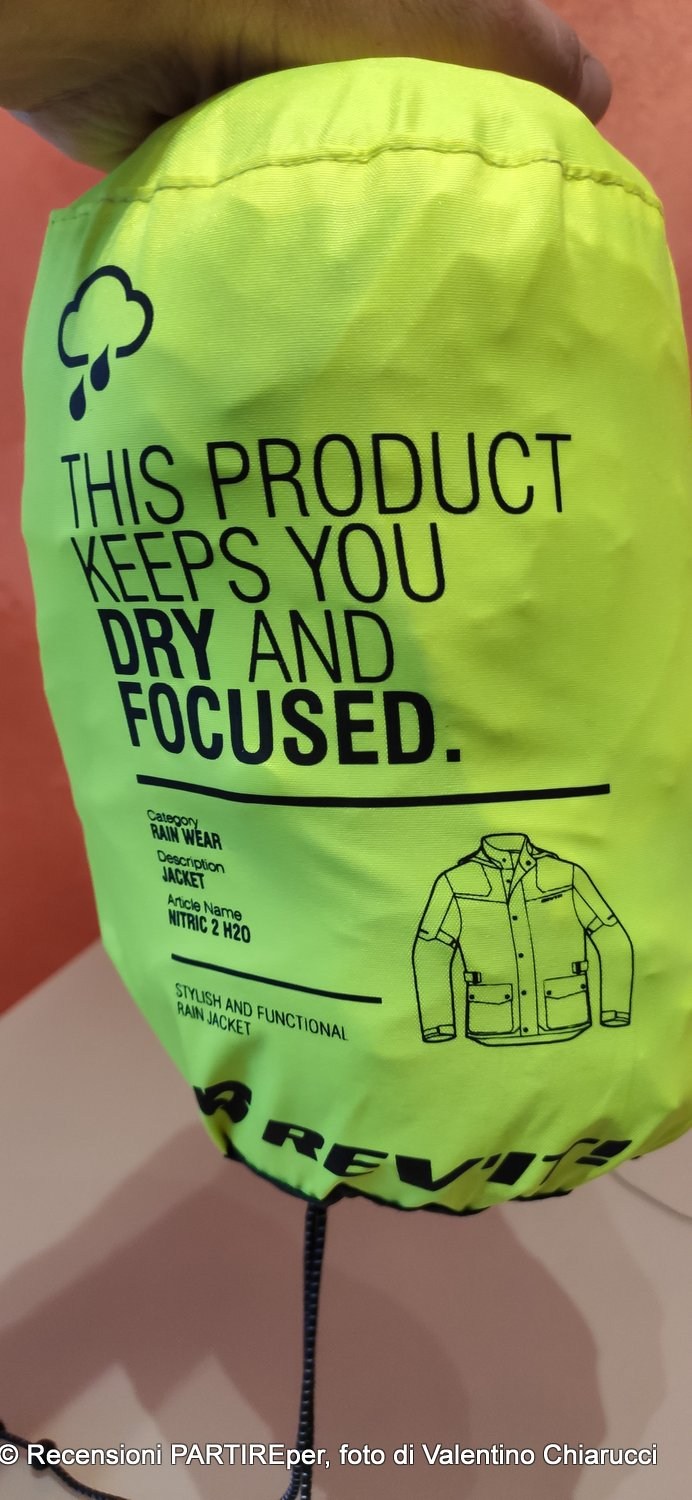 THIS PRODUCT
KEEPS YOU
DRY AND
FOCUSED.
Category
RAIN WEAR
Description
JACKET
Article Name
NITRIC 2 H2O
STYLISH AND FUNCTIONAL
RAIN JACKET
REV'IT!
© Recensioni PARTIREper, foto di Valentino Chiarucci